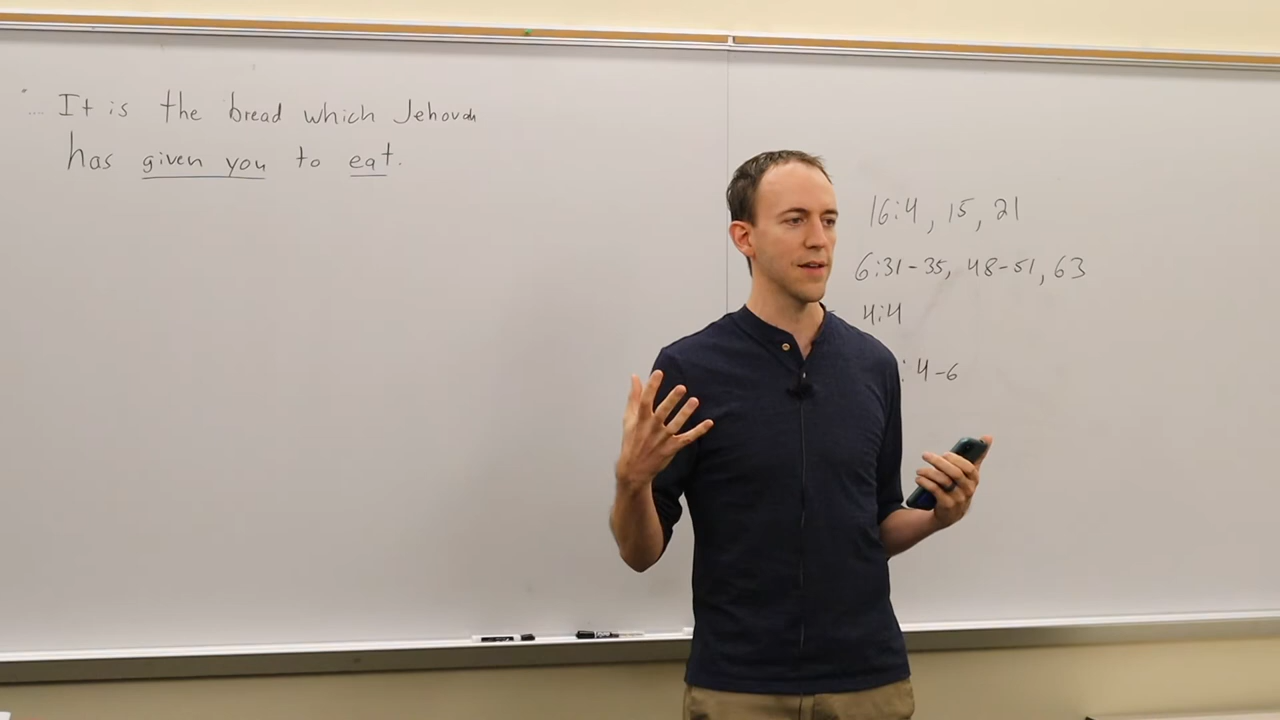 .... It is the bread which Jehovah
has given you to eat.
16:4, 15, 21
6:31-35, 48-51, 63
4:4
: 4-6